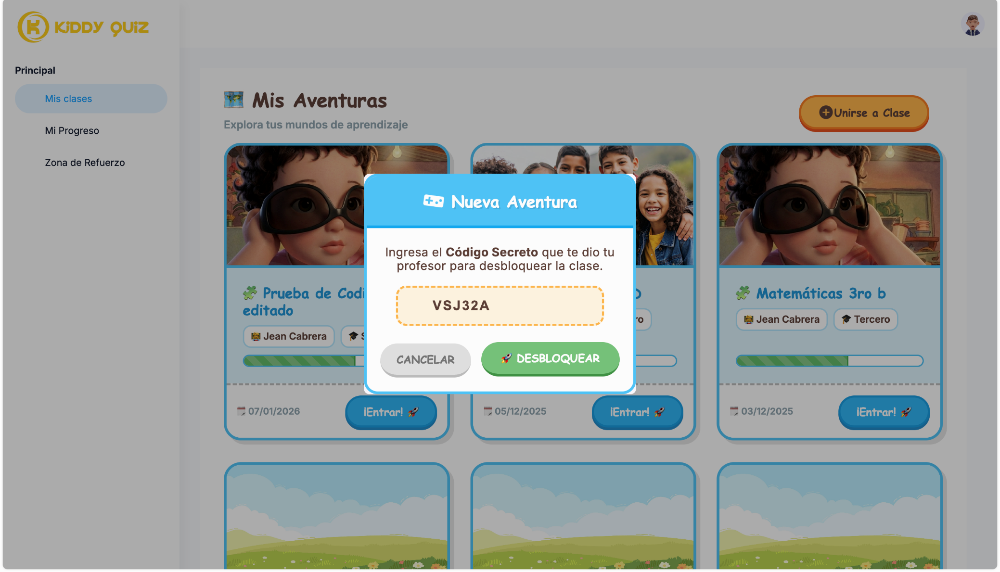 KiDDY QUiZ
Principal
Mis clases
Mi Progreso
Zona de Refuerzo
Mis Aventuras
Explora tus mundos de aprendizaje
Unirse a Clase
Nueva Aventura
Ingresa el Código Secreto que te dio tu
profesor para desbloquear la clase.
VSJ32A
CANCELAR
DESBLOQUEAR
Prueba de Codi
editado
Jean Cabrera
07/01/2026
¡Entrar!
05/12/2025
¡Entrar!
Matemáticas 3ro b
Jean Cabrera
Tercero
03/12/2025
¡Entrar!